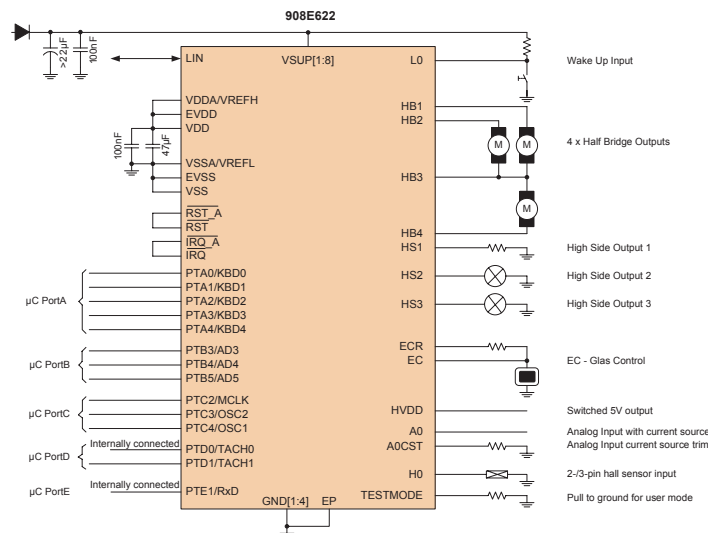 908E622
>22µF
100nF
LIN
VSUP[1:8]
L0
Wake Up Input
VDDA/VREFH
EVDD
VDD
100nF
47µF
VSSA/VREFL
EVSS
VSS
RST_A
RST
IRQ_A
IRQ
HB1
HB2
M
M
4 x Half Bridge Outputs
HB3
M
HB4
HS1
High Side Output 1
HS2
High Side Output 2
HS3
High Side Output 3
µC PortA
PTA0/KBD0
PTA1/KBD1
PTA2/KBD2
PTA3/KBD3
PTA4/KBD4
µC PortB
PTB3/AD3
PTB4/AD4
PTB5/AD5
ECR
EC
EC - Glas Control
µC PortC
PTC2/MCLK
PTC3/OSC2
PTC4/OSC1
HVDD
Switched 5V output
µC PortD
Internally connected
PTD0/TACH0
PTD1/TACH1
A0
Analog Input with current source
A0CST
Analog Input current source trim
µC PortE
Internally connected
PTE1/RxD
H0
2-/3-pin hall sensor input
TESTMODE
Pull to ground for user mode
GND[1:4]
EP